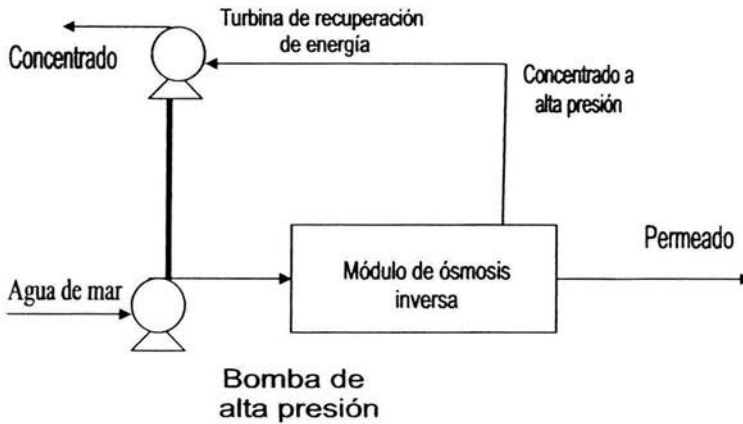 Turbina de recuperación
de energía
Concentrado
Concentrado a
alta presión
Permeado
Módulo de ósmosis
inversa
Agua de mar
Bomba de
alta presión